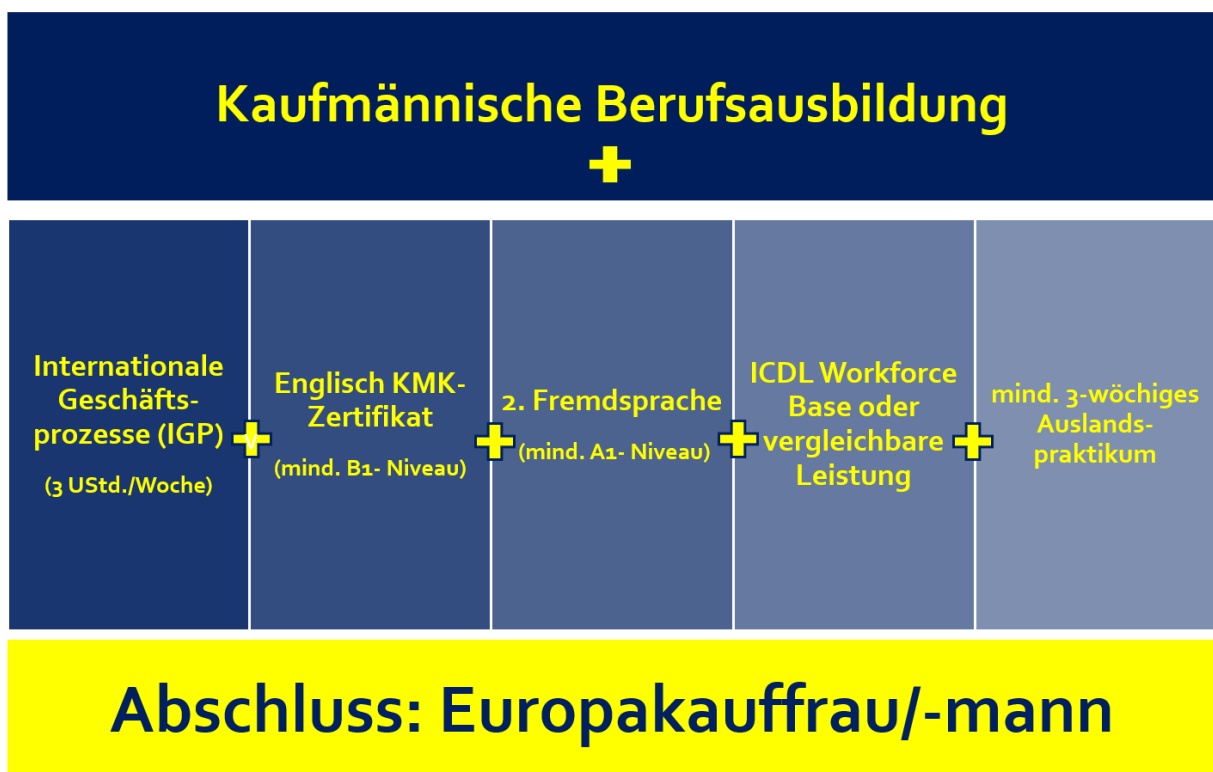 Kaufmännische Berufsausbildung
+
Internationale
Geschäfts-
prozesse (IGP)
(3 UStd./Woche)
+
v
Englisch KMK-
Zertifikat
(mind. B1- Niveau)
+
2. Fremdsprache
(mind. A1- Niveau)
+
ICDL Workforce
Base oder
vergleichbare
Leistung
+
mind. 3-wöchiges
Auslands-
praktikum
Abschluss: Europakauffrau/-mann